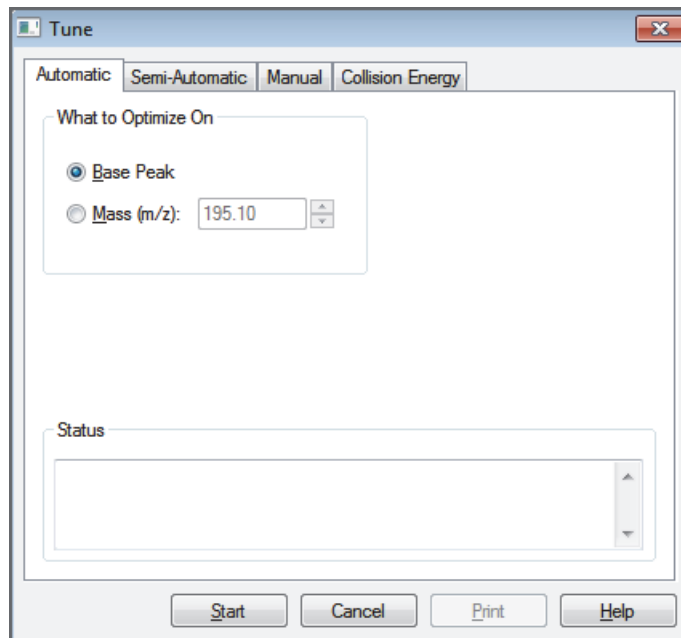 Tune
Automatic Semi-Automatic Manual Collision Energy
What to Optimize On
Base Peak
Mass (m/z): 195.10
Status
Start Cancel Print Help